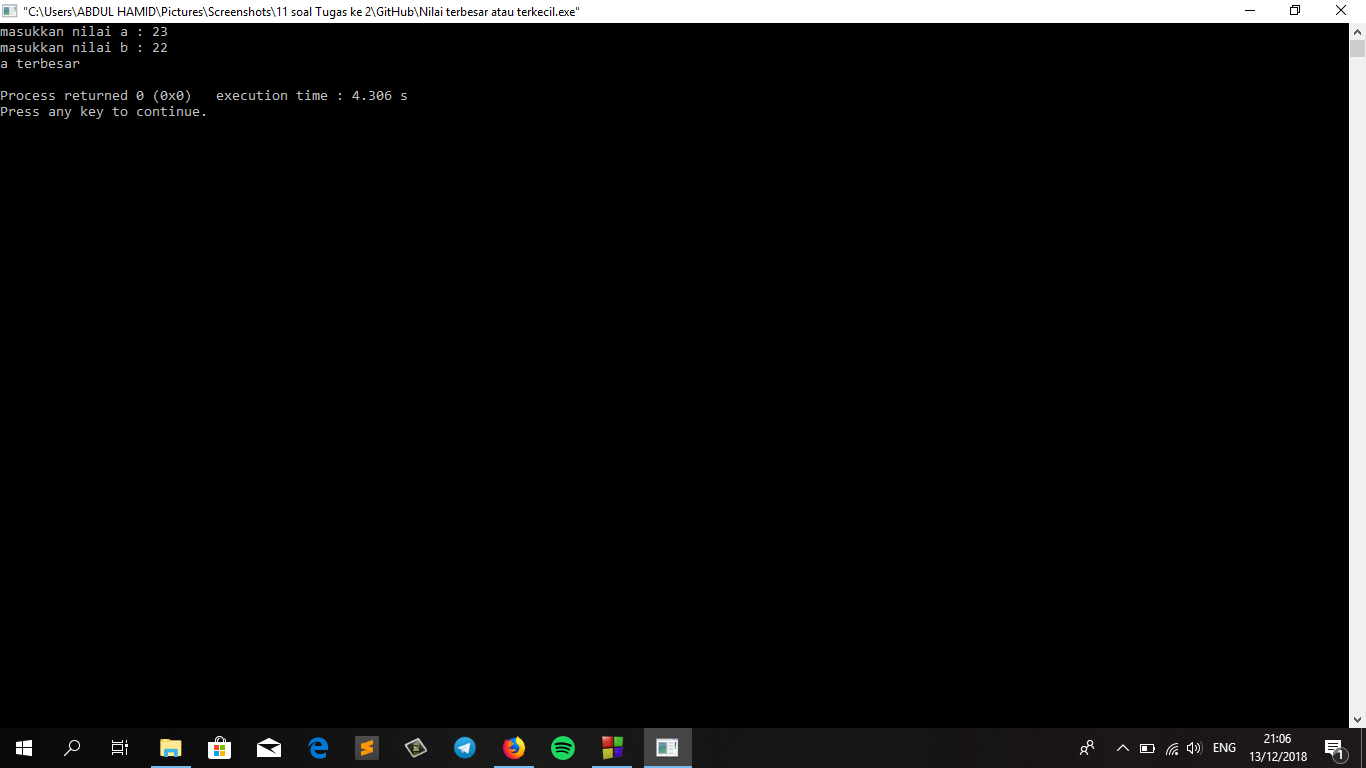 "C:\Users\ABDUL HAMID\Pictures\Screenshots\11 soal Tugas ke 2\GitHub\Nilai terbesar atau terkecil.exe"
masukkan nilai a : 23
masukkan nilai b : 22
a terbesar
Process returned 0 (0x0)   execution time : 4.306 s
Press any key to continue.
ENG
21:06
13/12/2018
1